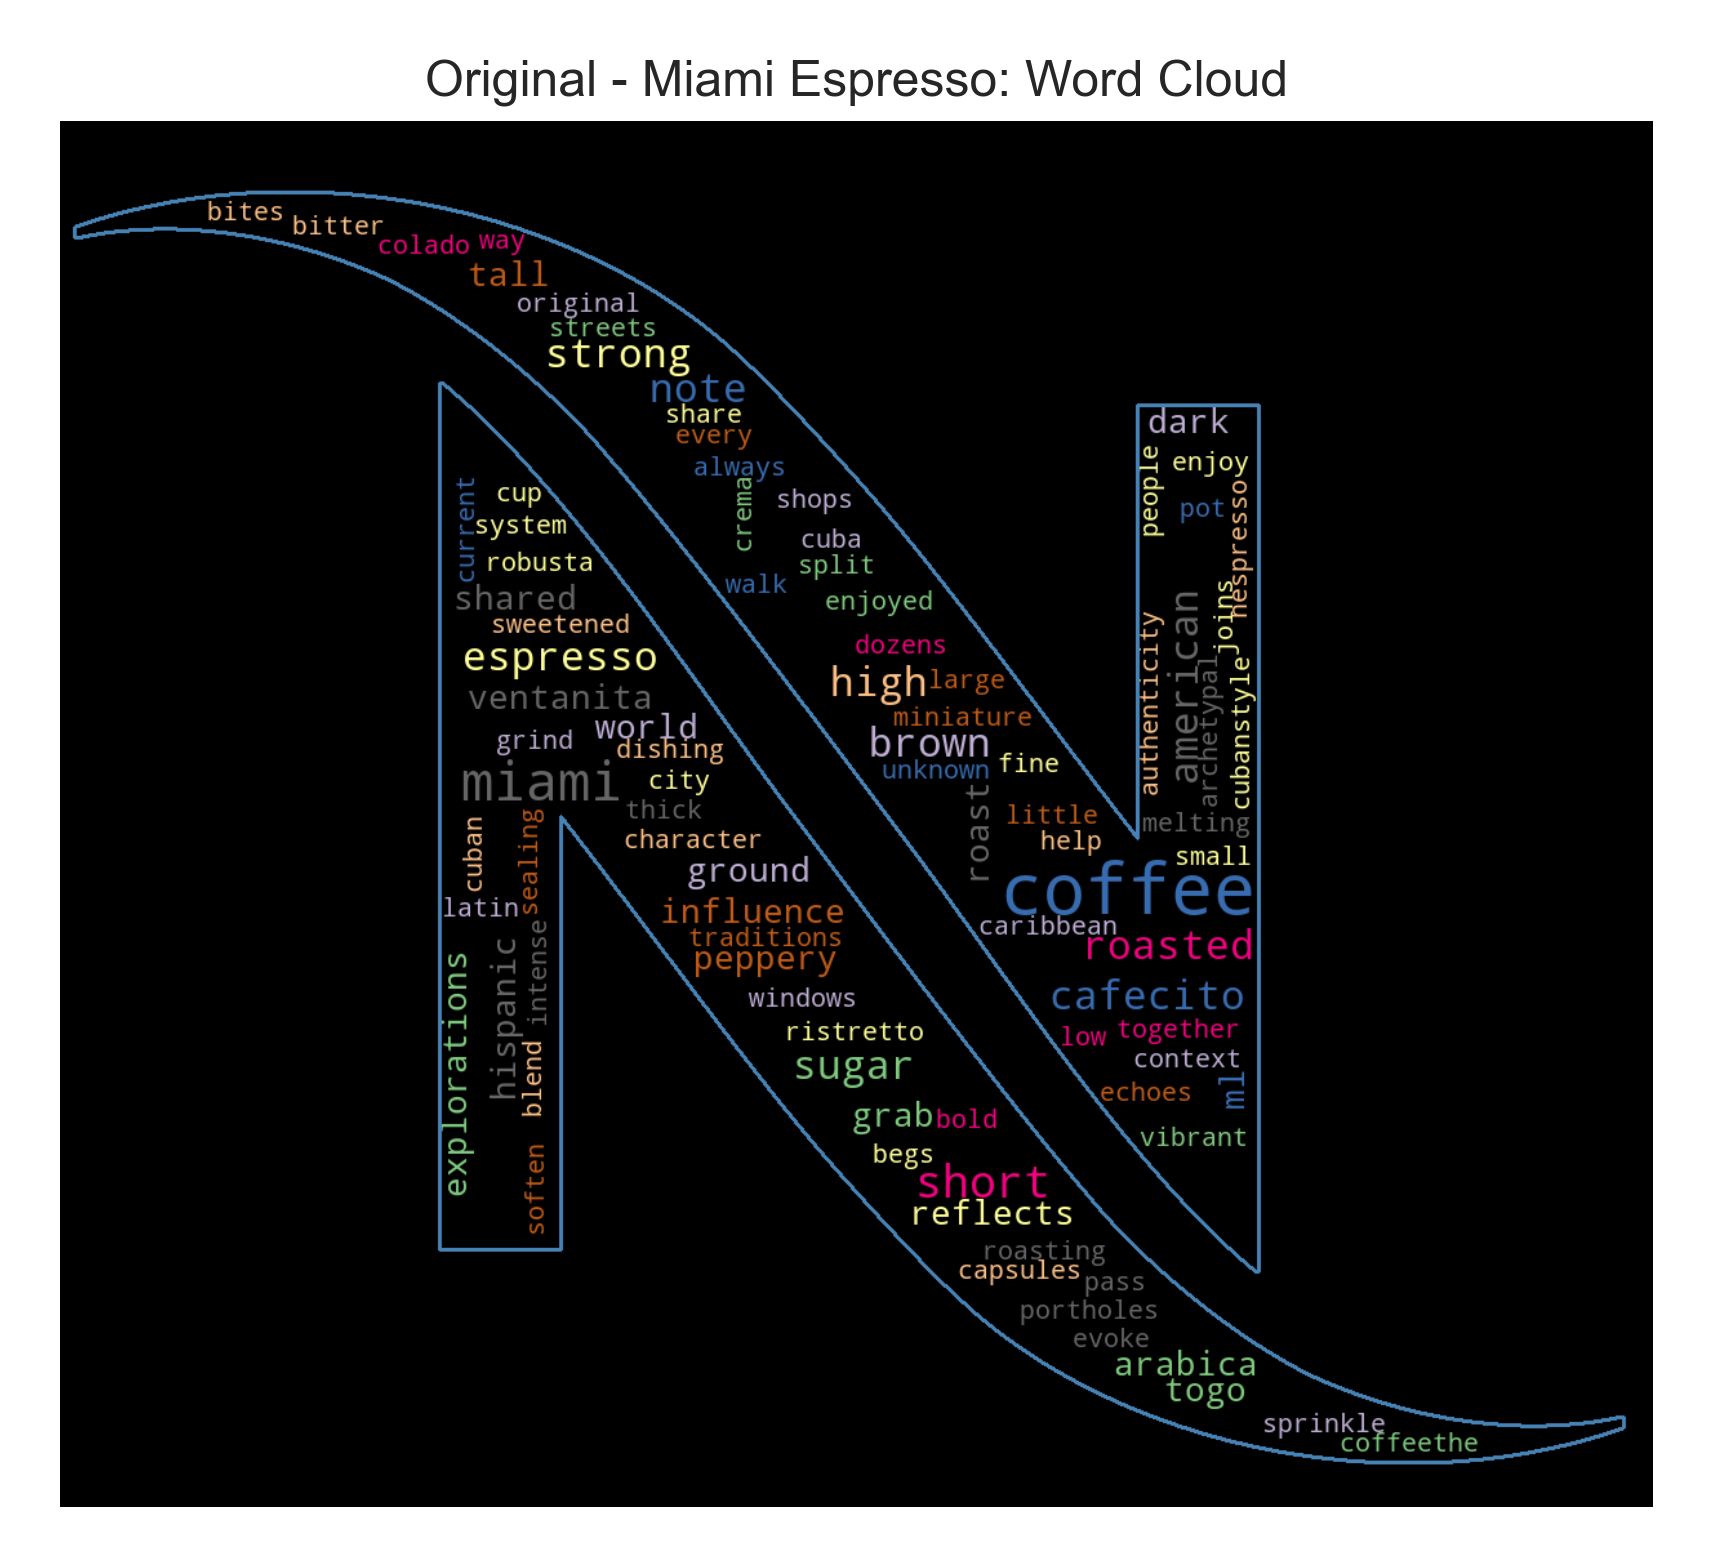 Original - Miami Espresso: Word Cloud
bites
bitter
colado
way
tall
original
streets
strong
note
share
every
always
crema
shops
cuba
split
walk
enjoyed
dozens
high
large
miniature
brown
unknown
fine
roast
little
help
dark
people
enjoy
pot
nespresso
joins
american
authenticity
archetypal
cubanstyle
melting
small
coffee
caribbean
roasted
cafecito
low
together
context
echoes
ml
vibrant
current
cup
system
robusta
shared
sweetened
espresso
ventanita
world
grind
dishing
miami
city
thick
cuban
sealing
character
latin
ground
influence
traditions
peppery
explorations
hispanic
intense
blend
soften
windows
ristretto
sugar
grab
bold
begs
short
reflects
roasting
capsules
pass
portholes
evoke
arabica
togo
sprinkle
coffeethe